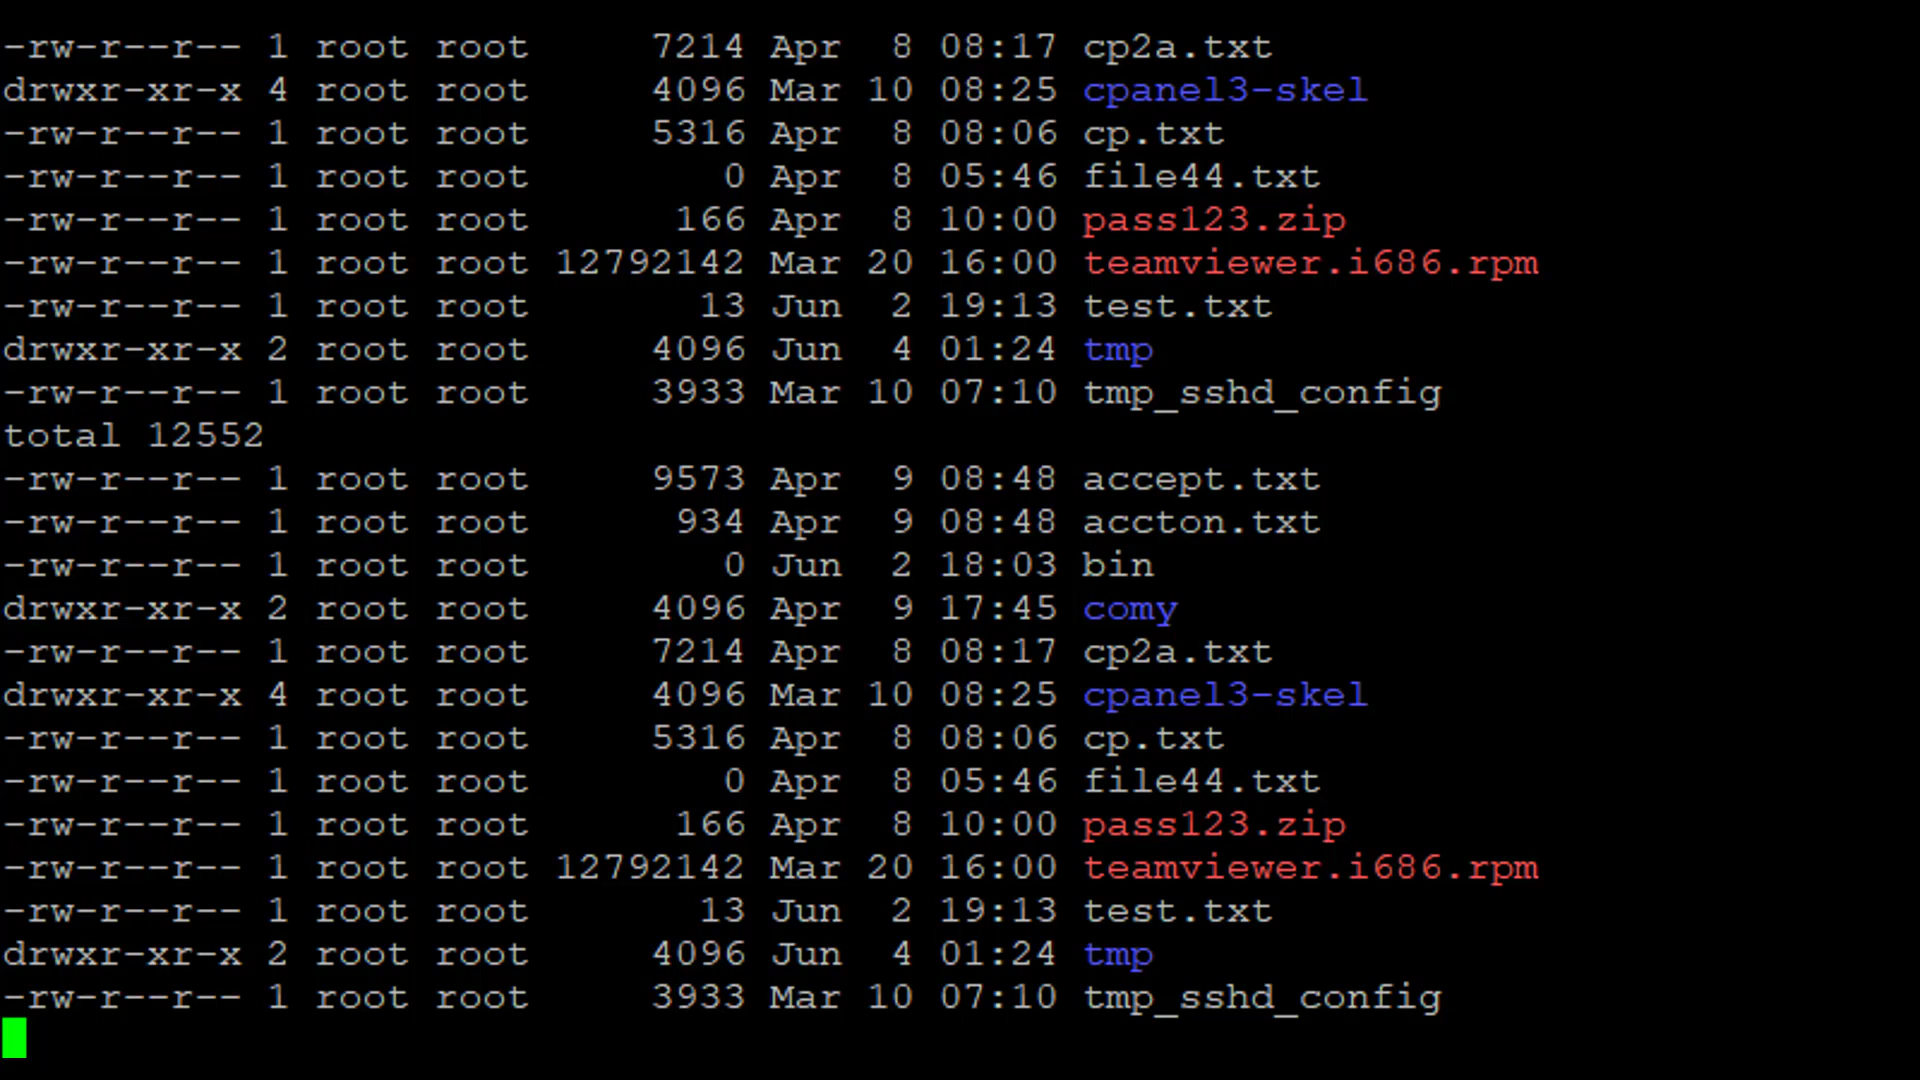 -rw-r--r-- 1 root root     7214 Apr  8 08:17 cp2a.txt
drwxr-xr-x 4 root root     4096 Mar 10 08:25 cpanel3-skel
-rw-r--r-- 1 root root     5316 Apr  8 08:06 cp.txt
-rw-r--r-- 1 root root        0 Apr  8 05:46 file44.txt
-rw-r--r-- 1 root root      166 Apr  8 10:00 pass123.zip
-rw-r--r-- 1 root root 12792142 Mar 20 16:00 teamviewer.i686.rpm
-rw-r--r-- 1 root root       13 Jun  2 19:13 test.txt
drwxr-xr-x 2 root root     4096 Jun  4 01:24 tmp
-rw-r--r-- 1 root root     3933 Mar 10 07:10 tmp_sshd_config
total 12552
-rw-r--r-- 1 root root     9573 Apr  9 08:48 accept.txt
-rw-r--r-- 1 root root      934 Apr  9 08:48 accton.txt
-rw-r--r-- 1 root root        0 Jun  2 18:03 bin
drwxr-xr-x 2 root root     4096 Apr  9 17:45 comy
-rw-r--r-- 1 root root     7214 Apr  8 08:17 cp2a.txt
drwxr-xr-x 4 root root     4096 Mar 10 08:25 cpanel3-skel
-rw-r--r-- 1 root root     5316 Apr  8 08:06 cp.txt
-rw-r--r-- 1 root root        0 Apr  8 05:46 file44.txt
-rw-r--r-- 1 root root      166 Apr  8 10:00 pass123.zip
-rw-r--r-- 1 root root 12792142 Mar 20 16:00 teamviewer.i686.rpm
-rw-r--r-- 1 root root       13 Jun  2 19:13 test.txt
drwxr-xr-x 2 root root     4096 Jun  4 01:24 tmp
-rw-r--r-- 1 root root     3933 Mar 10 07:10 tmp_sshd_config